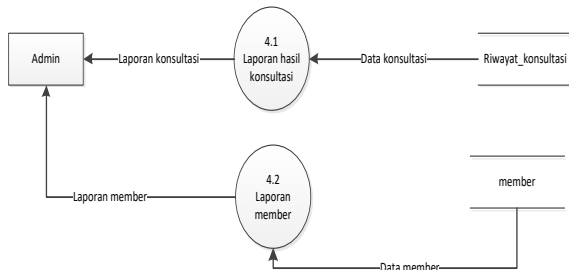 Admin
Laporan konsultasi
4.1
Laporan hasil
konsultasi
Data konsultasi
Riwayat_konsultasi
Laporan member
4.2
Laporan
member
member
Data member